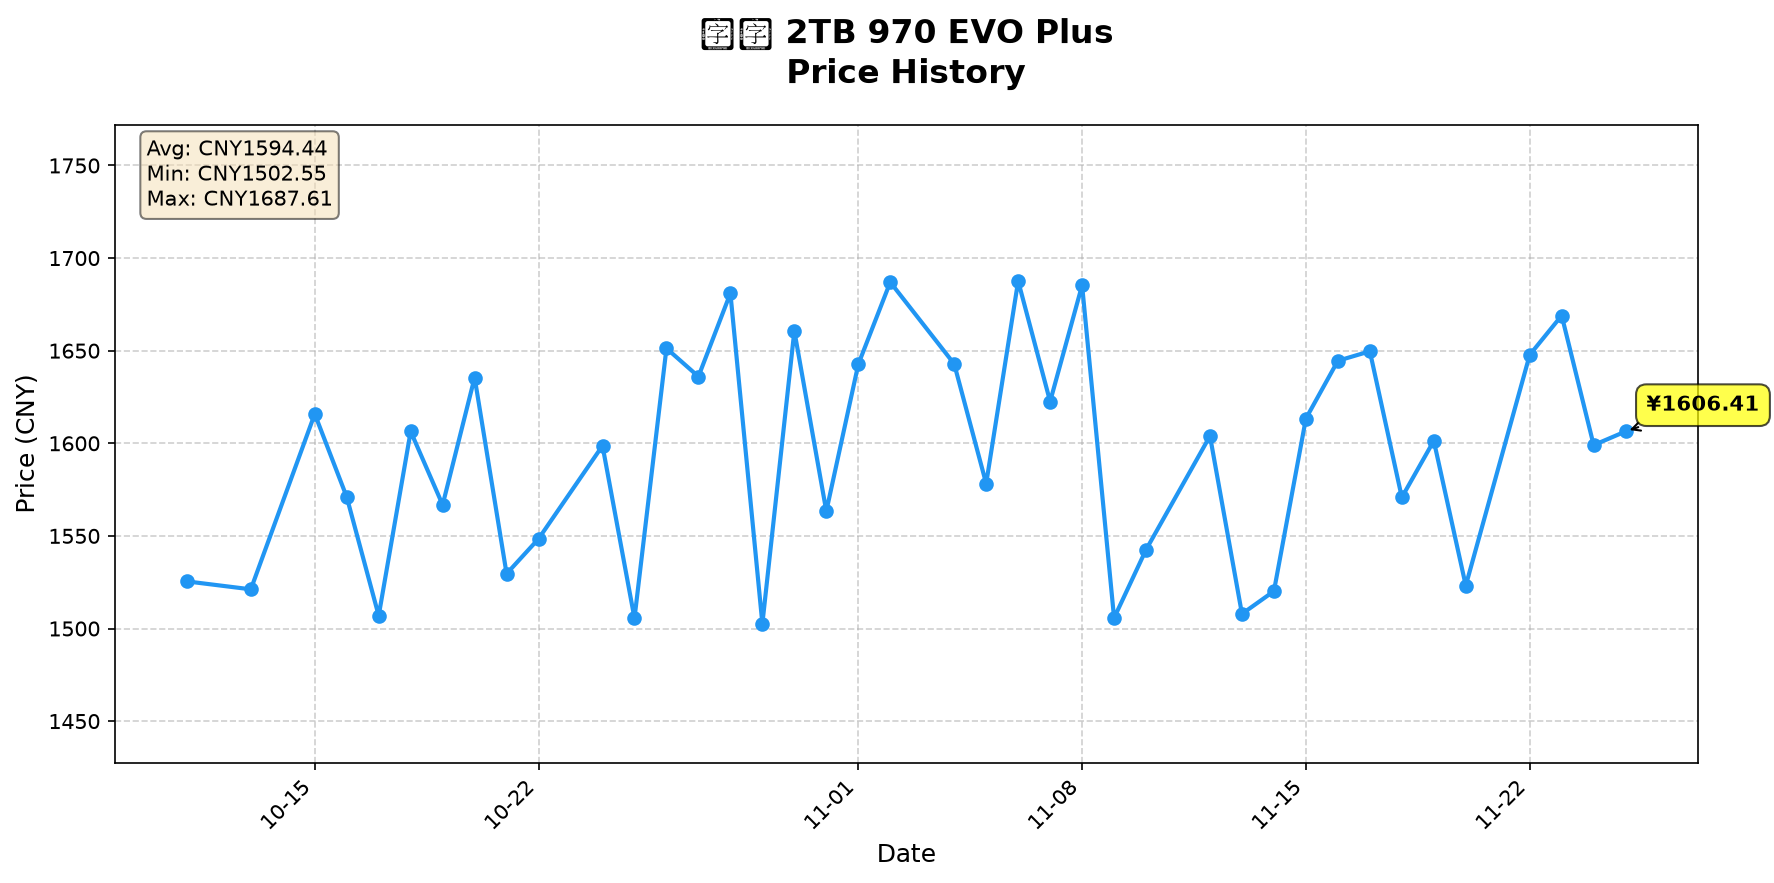 2TB 970 EVO Plus
Price History
Avg: CNY1594.44
Min: CNY1502.55
Max: CNY1687.61
1750
1700
1650
1600
1550
1500
1450
Price (CNY)
¥1606.41
10-15
10-22
11-01
11-08
11-15
11-22
Date